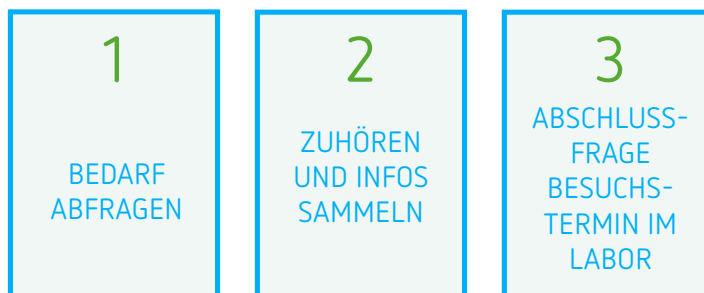 1
BEDARF
ABFRAGEN
2
ZUHÖREN
UND INFOS
SAMMELN
3
ABSCHLUSS-
FRAGE
BESUCHS-
TERMIN IM
LABOR